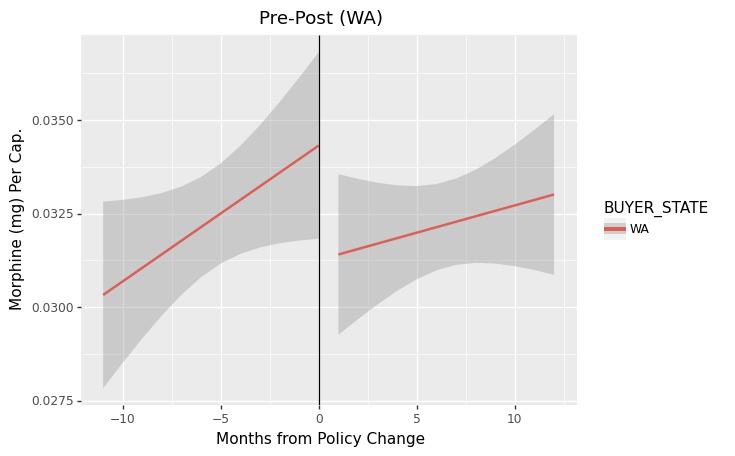 Pre-Post (WA)
Morphine (mg) Per Cap.
0.0350
0.0325
0.0300
0.0275
−10
−5
0
5
10
Months from Policy Change
BUYER_STATE
WA